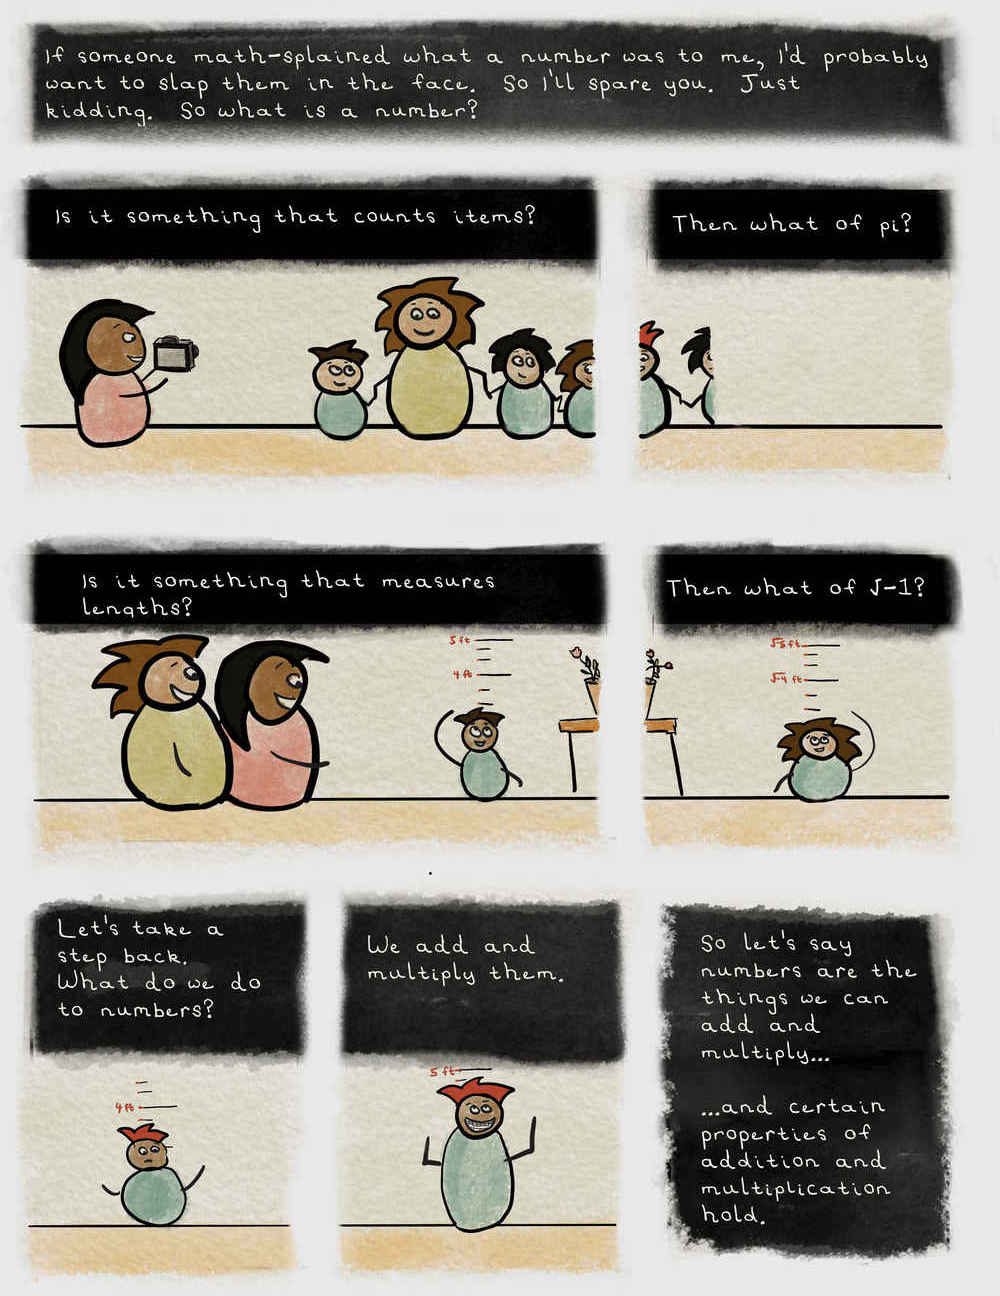 If someone math-splained what a number was to me, I'd probably
want to slap them in the face. So I'll spare you. Just
kidding. So what is a number?
Is it something that counts items?
Then what of pi?
Is it something that measures
lengths?
5 ft
4 ft
Then what of √-1?
√-5 ft
√-4 ft
Let's take a
step back.
What do we do
to numbers?
4 ft
We add and
multiply them.
5 ft
So let's say
numbers are the
things we can
add and
multiply...
...and certain
properties of
addition and
multiplication
hold.